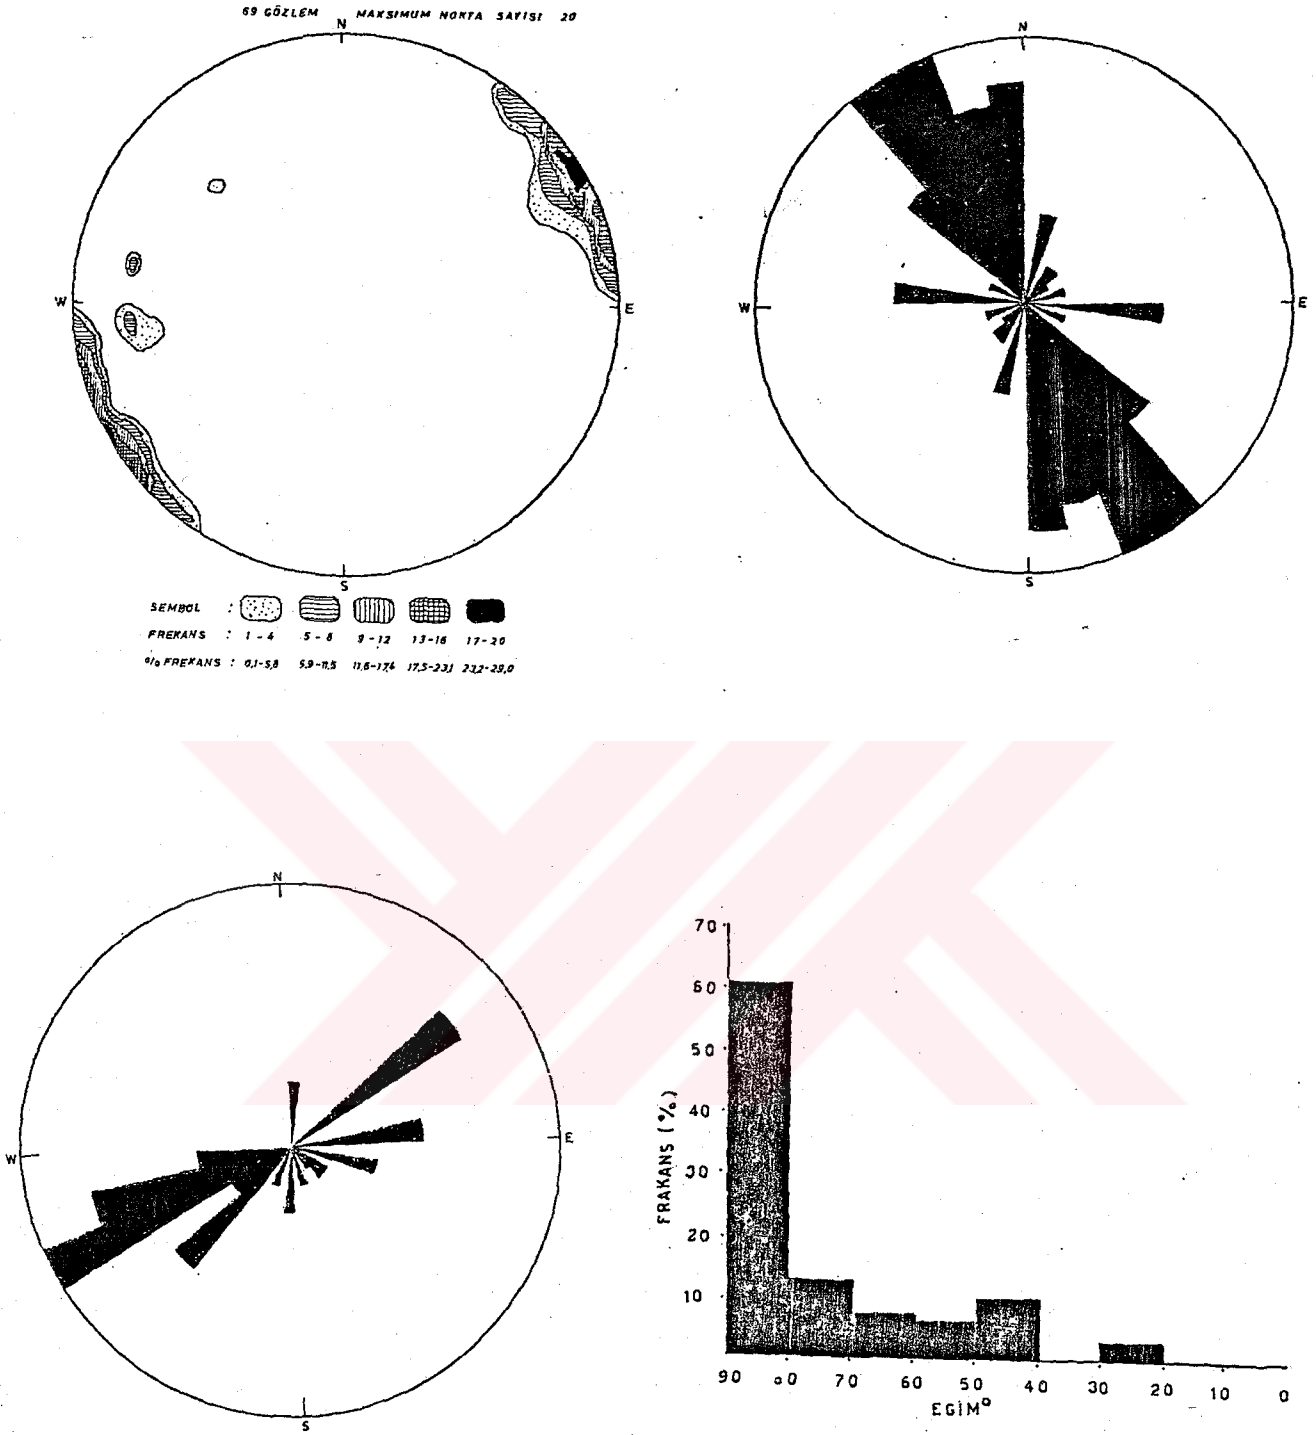 69 GÖZLEM MAKSIMUM NOKTA SAYISI 20
N
W
E
S
SEMBOL :
FREKANS : 1-4 5-8 9-12 13-16 17-20
%FREKANS : 0,1-5,8 5,9-11,5 11,6-17,4 17,5-23,1 23,2-29,0
N
W
E
S
N
W
E
S
70
60
50
40
30
20
10
FRAKANS (%)
90 80 70 60 50 40 30 20 10 0
EGİM°